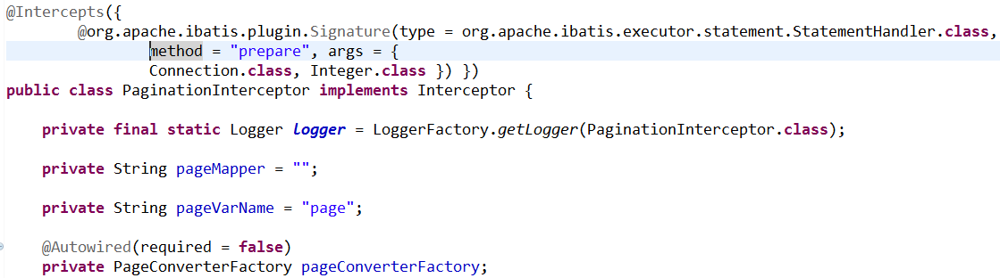 @Intercepts({
@org.apache.ibatis.plugin.Signature(type = org.apache.ibatis.executor.statement.StatementHandler.class,
method = "prepare", args = {
Connection.class, Integer.class }) })
public class PaginationInterceptor implements Interceptor {
private final static Logger logger = LoggerFactory.getLogger(PaginationInterceptor.class);
private String pageMapper = "";
private String pageVarName = "page";
@Autowired(required = false)
private PageConverterFactory pageConverterFactory;